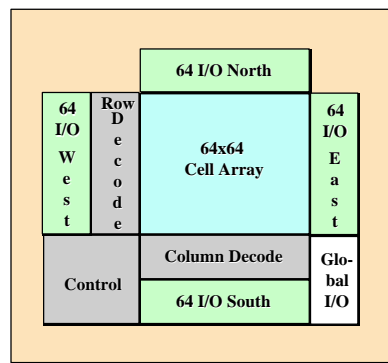 64 I/O North
64
I/O
W
e
s
t
Row
D
e
c
o
d
e
64x64
Cell Array
64
I/O
E
a
s
t
Column Decode
Control
64 I/O South
Glo-
bal
I/O